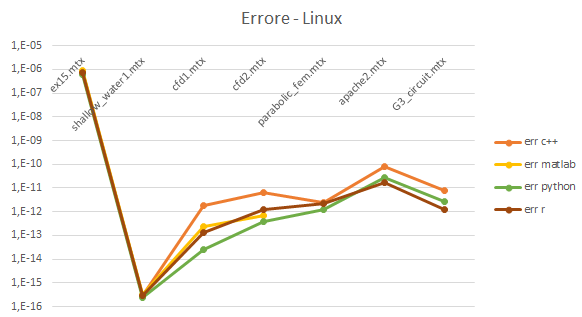 Errore - Linux
1,E-05
1,E-06
1,E-07
1,E-08
1,E-09
1,E-10
1,E-11
1,E-12
1,E-13
1,E-14
1,E-15
1,E-16
ex15.mtx
shallow_water1.mtx
cfd1.mtx
cfd2.mtx
parabolic_fem.mtx
apache2.mtx
G3_circuit.mtx
err c++
err matlab
err python
err r